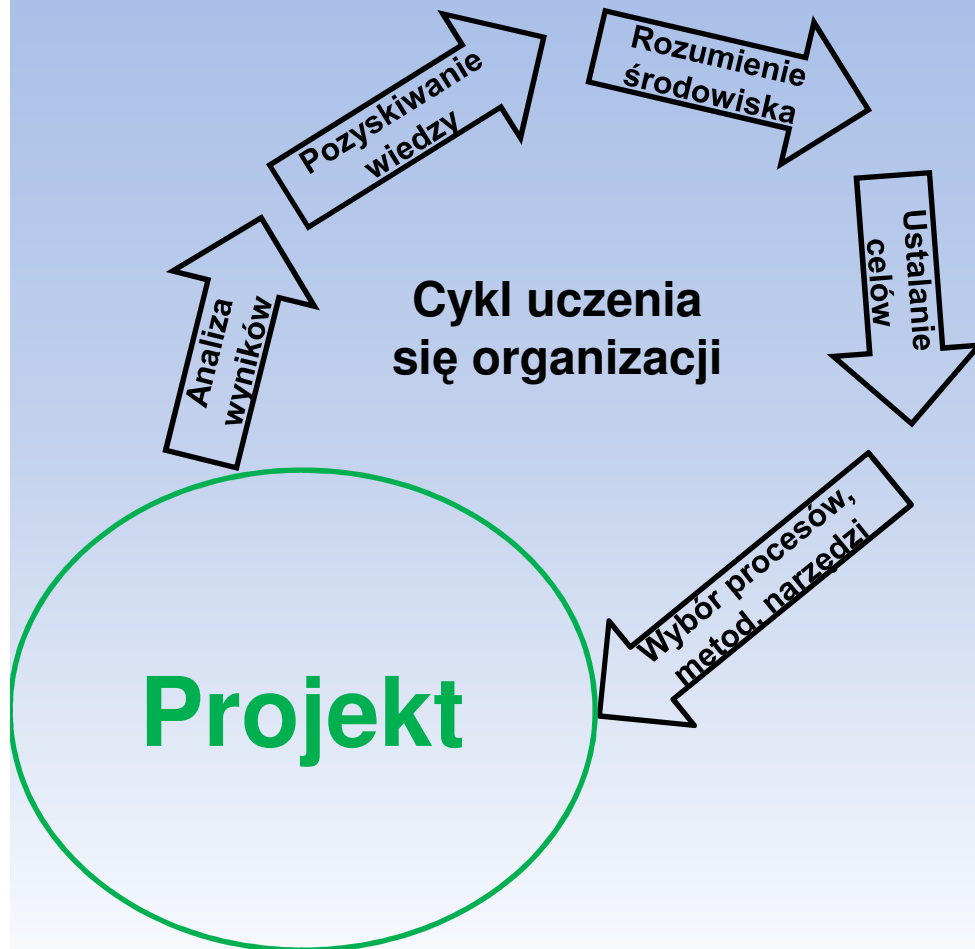 Rozumienie
środowiska
Pozyskiwanie
wiedzy
Ustalanie
celów
Cykl uczenia
się organizacji
Analiza
wyników
Wybór procesów,
metod, narzędzi
Projekt